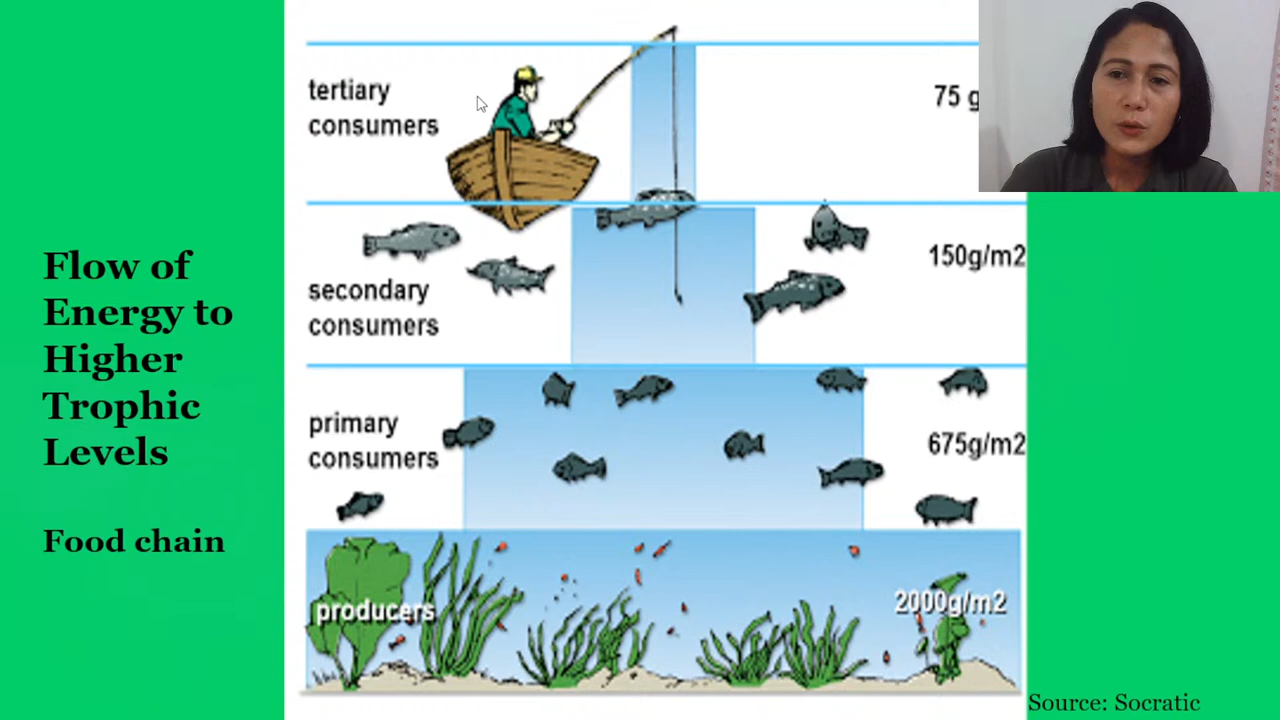 Flow of
Energy to
Higher
Trophic
Levels
Food chain
tertiary
consumers
75 g
secondary
consumers
150g/m2
primary
consumers
675g/m2
producers
2000g/m2
Source: Socratic